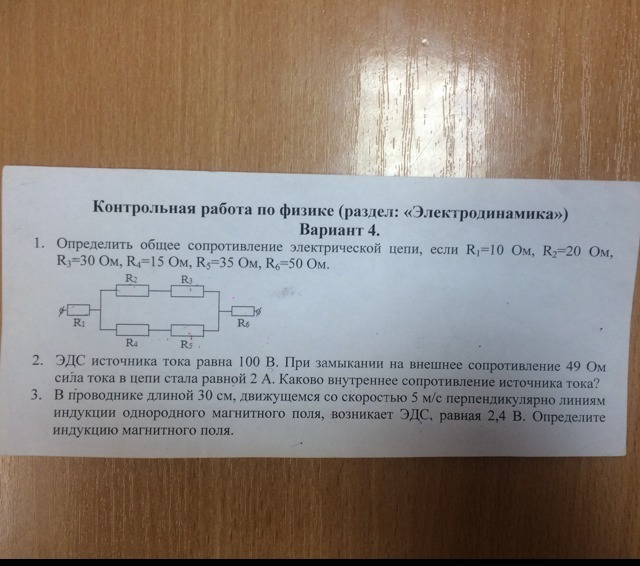 Контрольная работа по физике (раздел: «Электродинамика»)
Вариант 4.
1. Определить общее сопротивление электрической цепи, если R₁=10 Ом, R₂=20 Ом,
R₃=30 Ом, R₄=15 Ом, R₅=35 Ом, R₆=50 Ом.
R₂ R₃
R₁ R₆
R₄ R₅
2. ЭДС источника тока равна 100 В. При замыкании на внешнее сопротивление 49 Ом
сила тока в цепи стала равной 2 А. Каково внутреннее сопротивление источника тока?
3. В проводнике длиной 30 см, движущемся со скоростью 5 м/с перпендикулярно линиям
индукции однородного магнитного поля, возникает ЭДС, равная 2,4 В. Определите
индукцию магнитного поля.